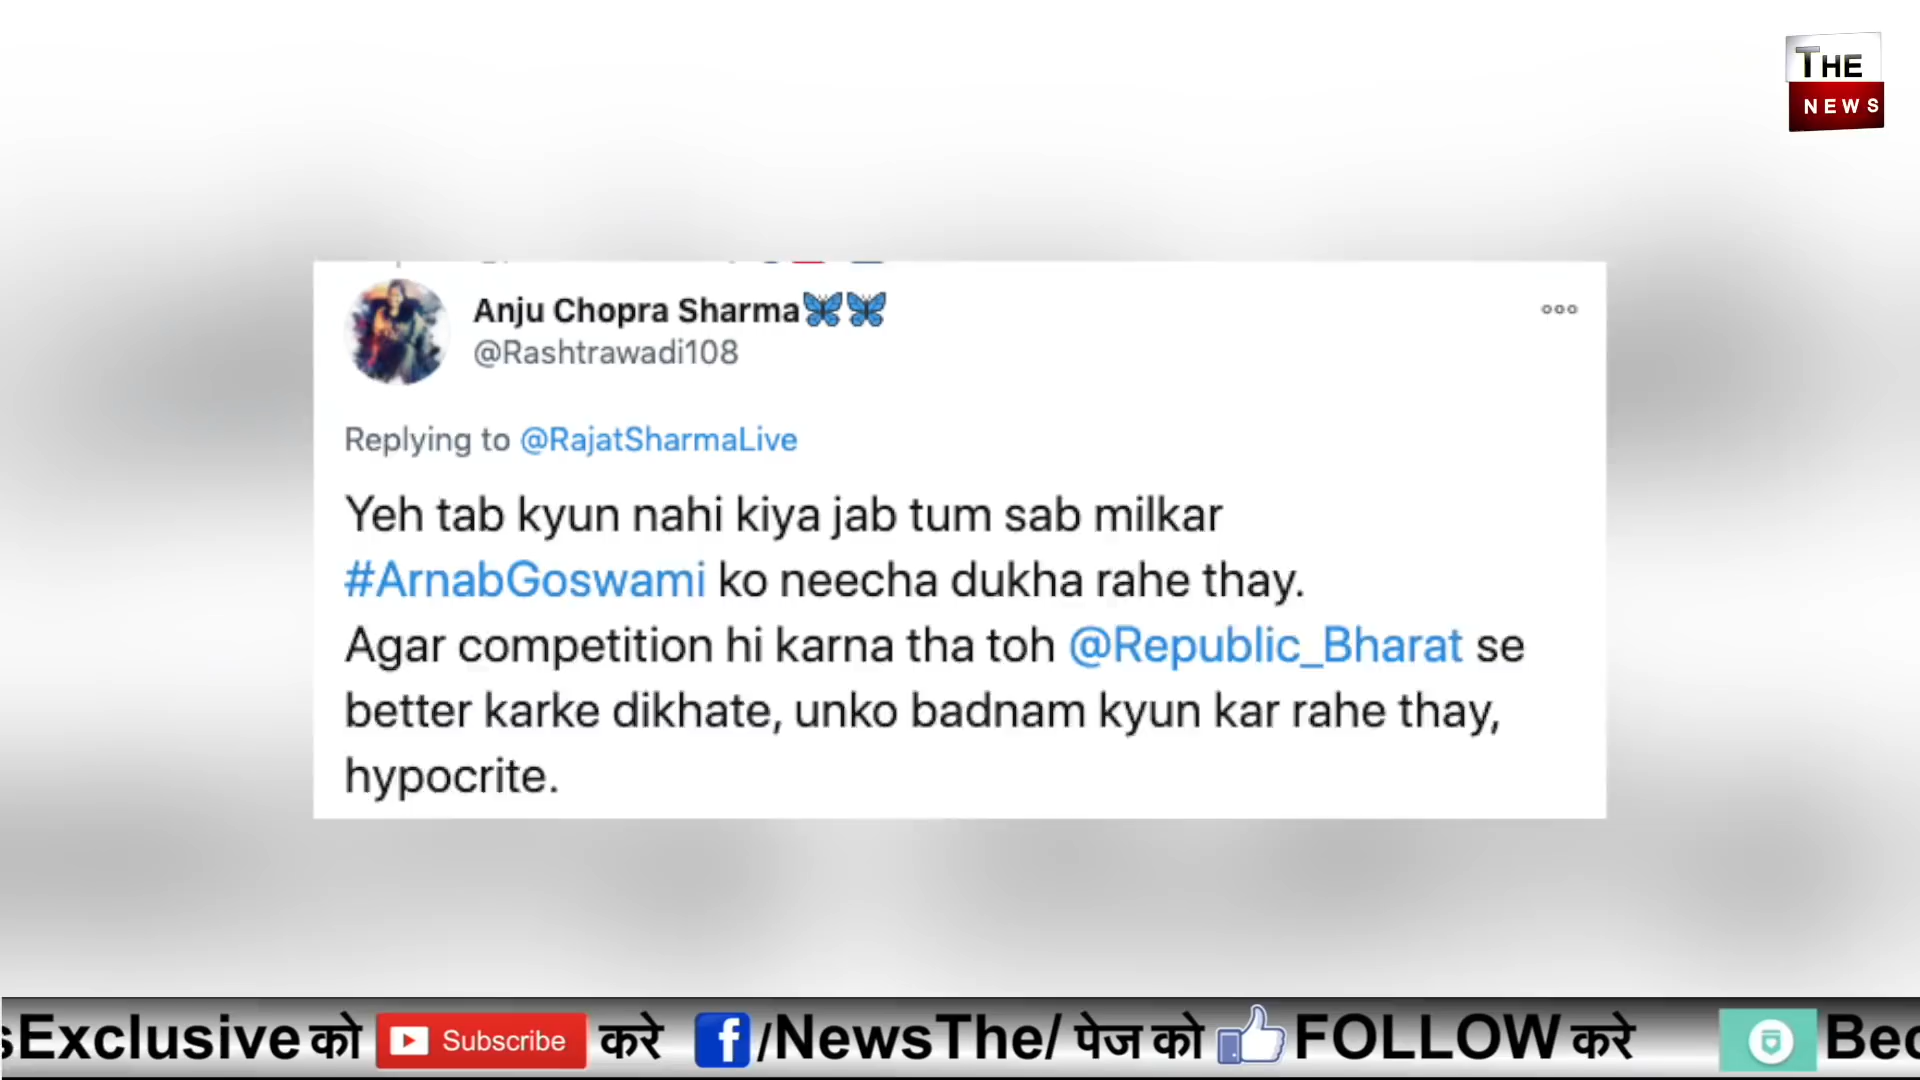 THE
NEWS
Anju Chopra Sharma🦋🦋
@Rashtrawadi108
Replying to @RajatSharmaLive
Yeh tab kyun nahi kiya jab tum sab milkar
#ArnabGoswami ko neecha dukha rahe thay.
Agar competition hi karna tha toh @Republic_Bharat se
better karke dikhate, unko badnam kyun kar rahe thay,
hypocrite.
sExclusive को Subscribe करे f/NewsThe/ पेज को FOLLOW करे